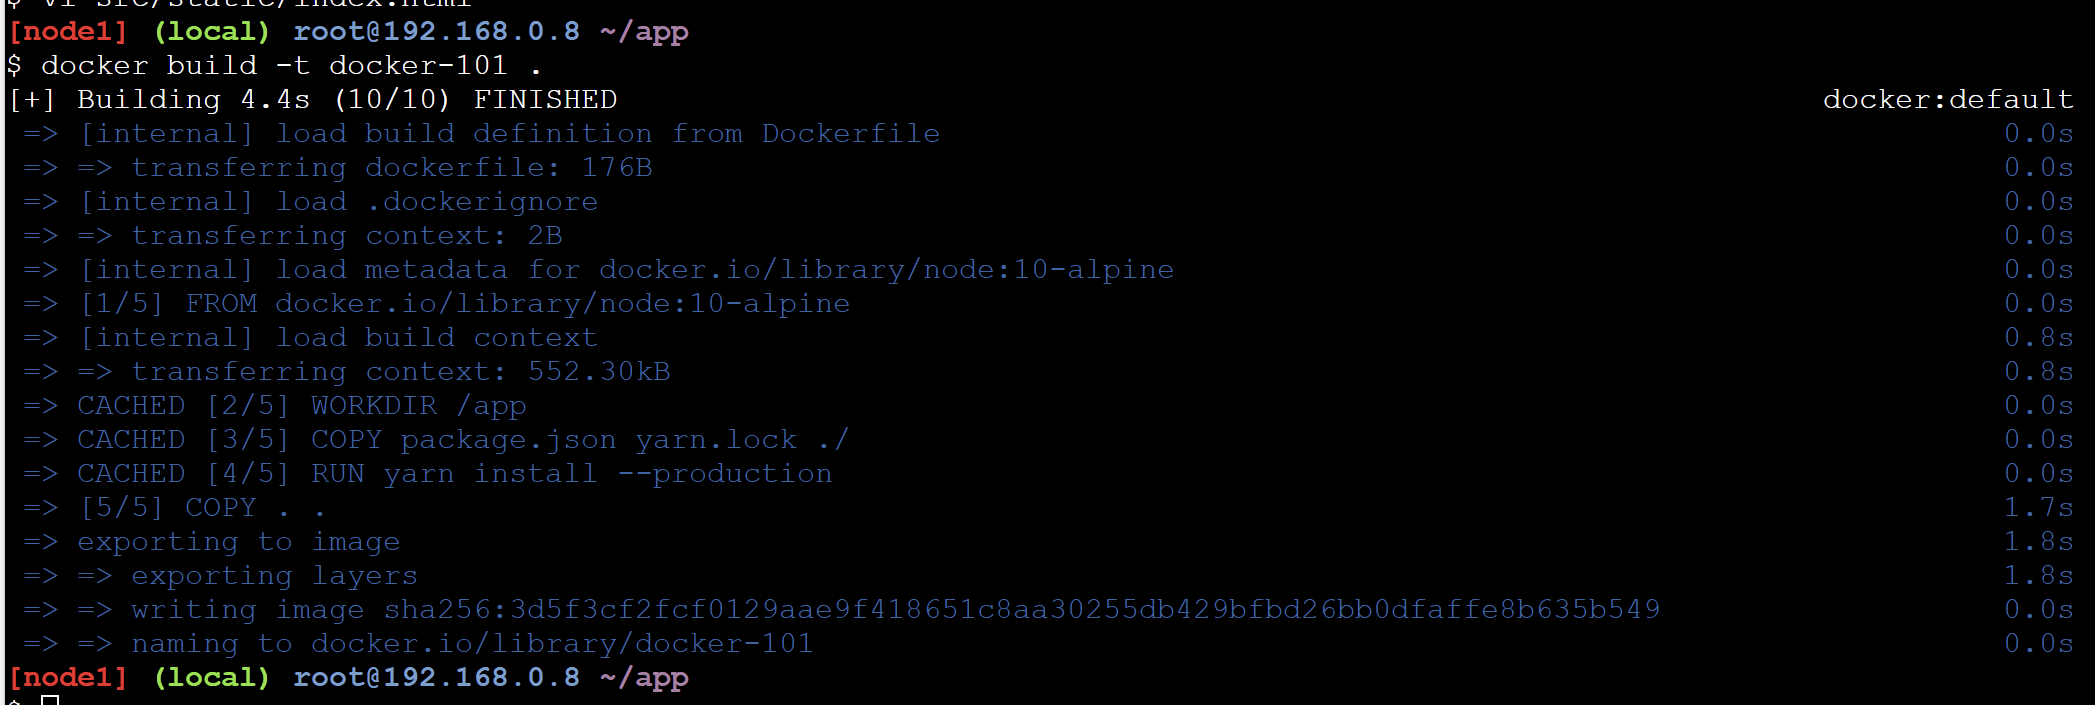 $ vi src/static/index.html
[node1] (local) root@192.168.0.8 ~/app
$ docker build -t docker-101 .
[+] Building 4.4s (10/10) FINISHED docker:default
=> [internal] load build definition from Dockerfile 0.0s
=> => transferring dockerfile: 176B 0.0s
=> [internal] load .dockerignore 0.0s
=> => transferring context: 2B 0.0s
=> [internal] load metadata for docker.io/library/node:10-alpine 0.0s
=> [1/5] FROM docker.io/library/node:10-alpine 0.0s
=> [internal] load build context 0.8s
=> => transferring context: 552.30kB 0.8s
=> CACHED [2/5] WORKDIR /app 0.0s
=> CACHED [3/5] COPY package.json yarn.lock ./ 0.0s
=> CACHED [4/5] RUN yarn install --production 0.0s
=> [5/5] COPY . . 1.7s
=> exporting to image 1.8s
=> => exporting layers 1.8s
=> => writing image sha256:3d5f3cf2fcf0129aae9f418651c8aa30255db429bfbd26bb0dfaffe8b635b549 0.0s
=> => naming to docker.io/library/docker-101 0.0s
[node1] (local) root@192.168.0.8 ~/app
$